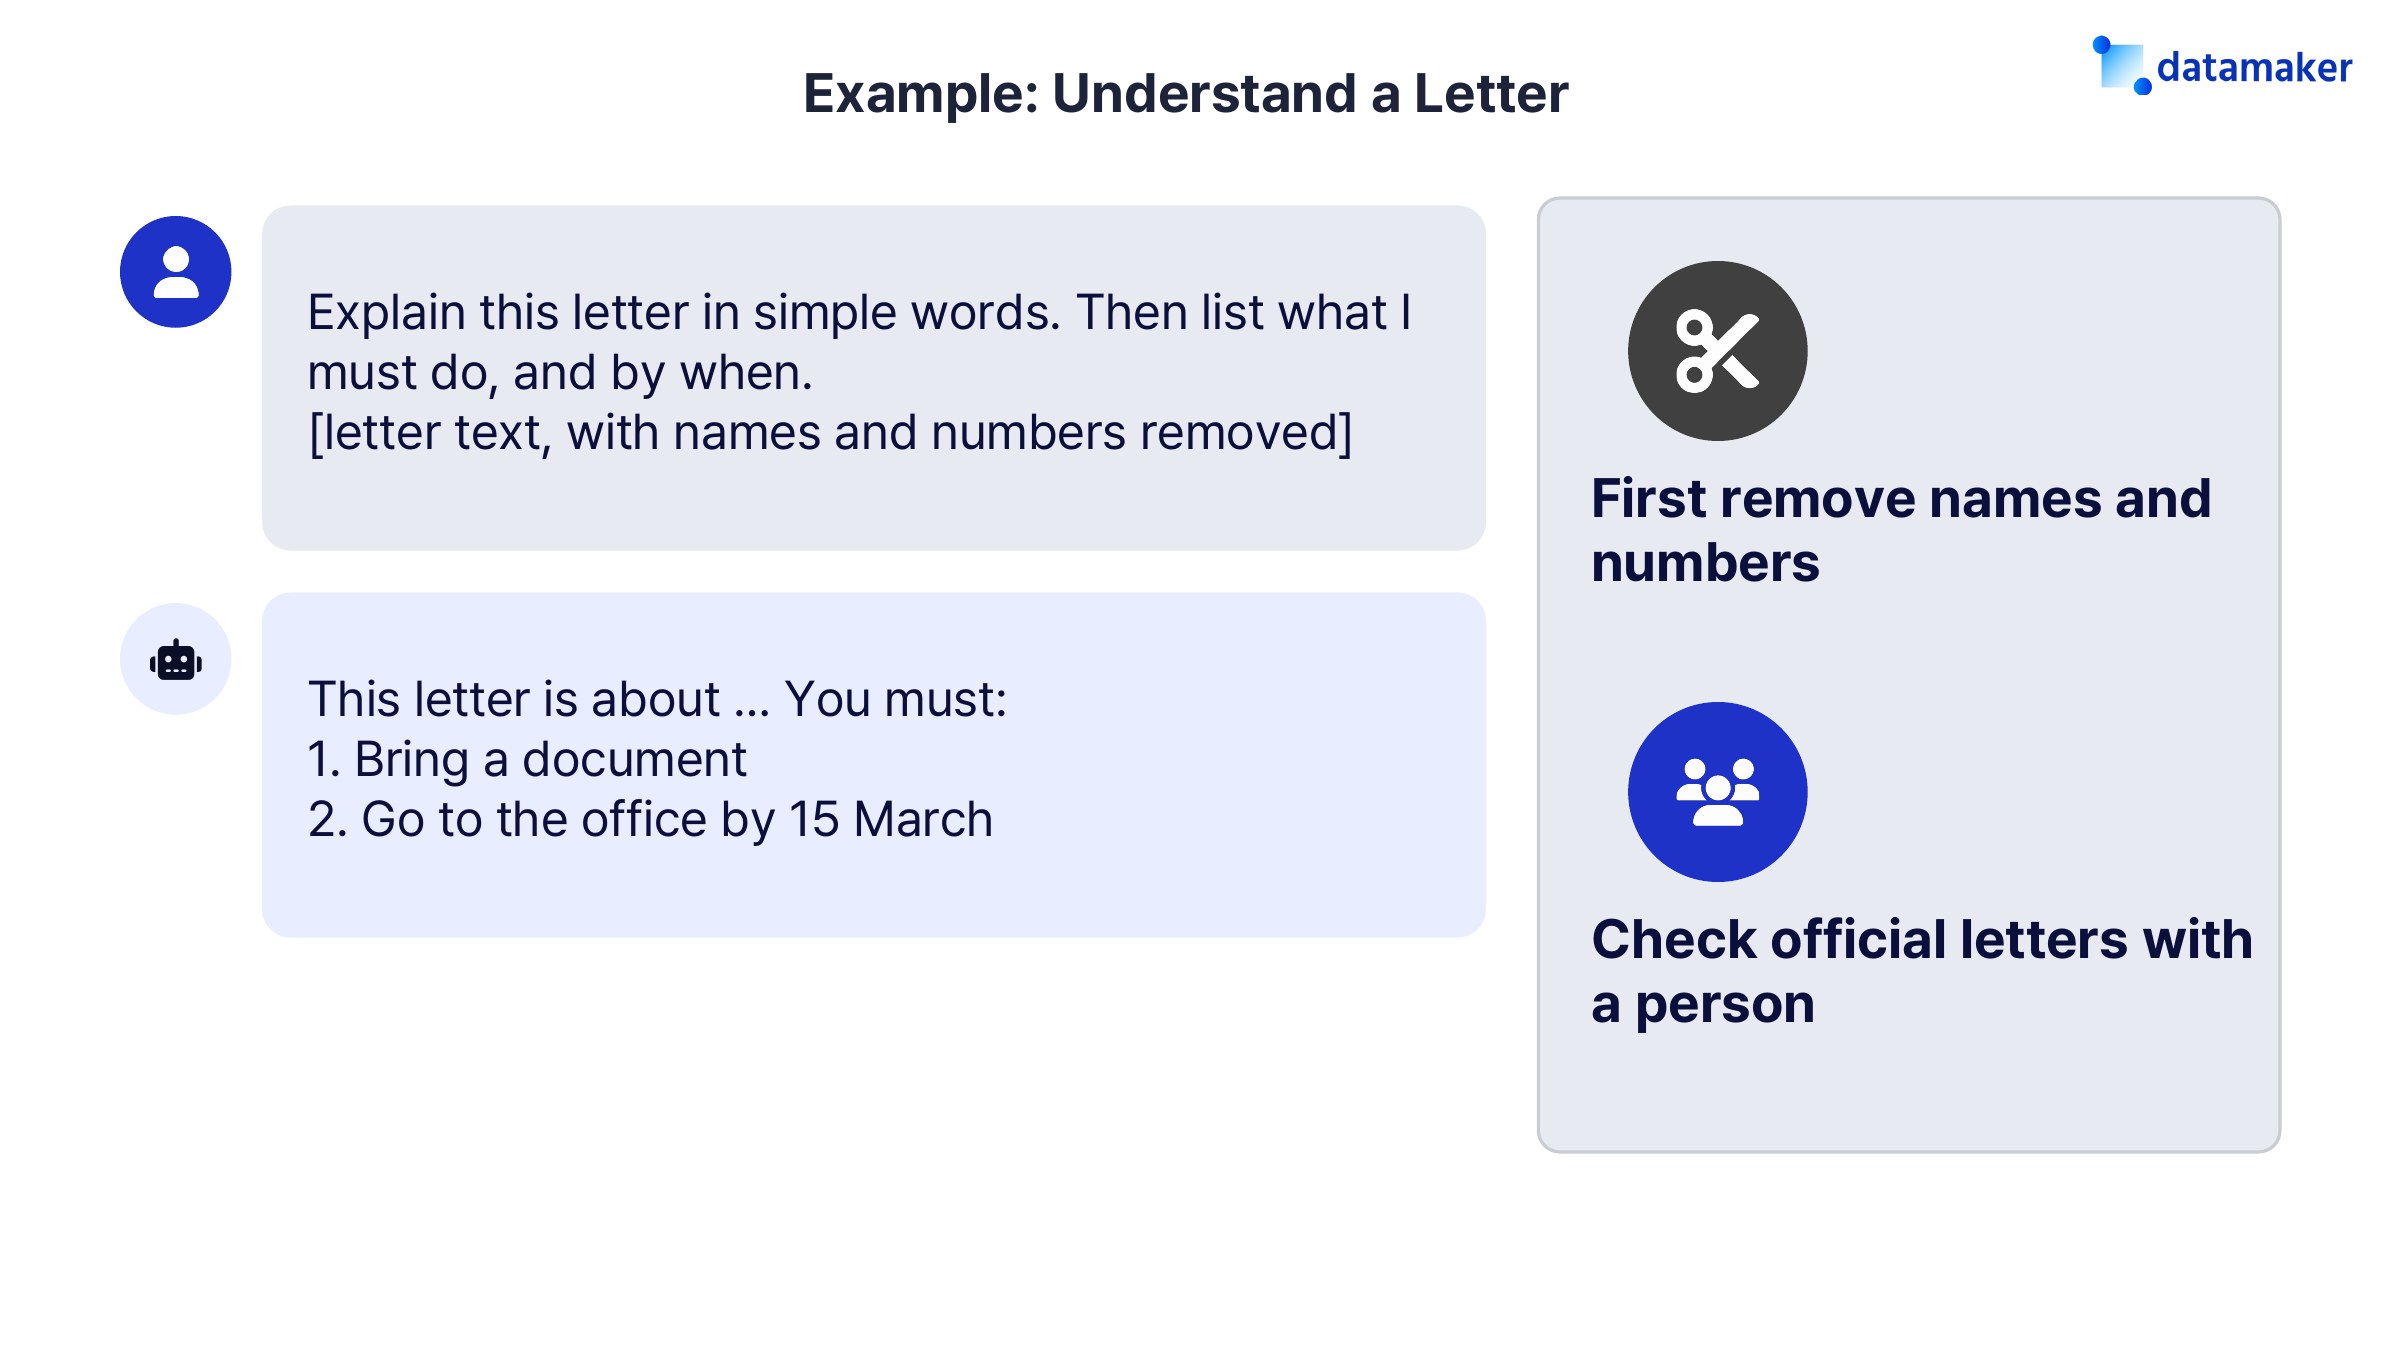 Example: Understand a Letter
datamaker
Explain this letter in simple words. Then list what I
must do, and by when.
[letter text, with names and numbers removed]
This letter is about ... You must:
1. Bring a document
2. Go to the office by 15 March
First remove names and
numbers
Check official letters with
a person